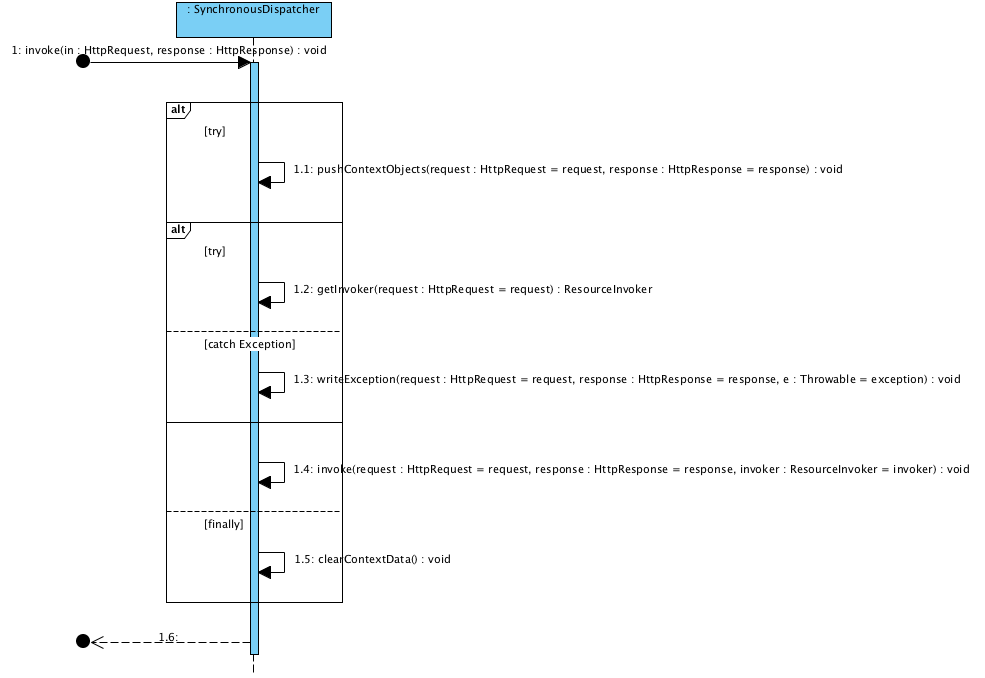 : SynchronousDispatcher
1: invoke(in : HttpRequest, response : HttpResponse) : void
alt
[try]
1.1: pushContextObjects(request : HttpRequest = request, response : HttpResponse = response) : void
alt
[try]
1.2: getInvoker(request : HttpRequest = request) : ResourceInvoker
[catch Exception]
1.3: writeException(request : HttpRequest = request, response : HttpResponse = response, e : Throwable = exception) : void
1.4: invoke(request : HttpRequest = request, response : HttpResponse = response, invoker : ResourceInvoker = invoker) : void
[finally]
1.5: clearContextData() : void
1.6: